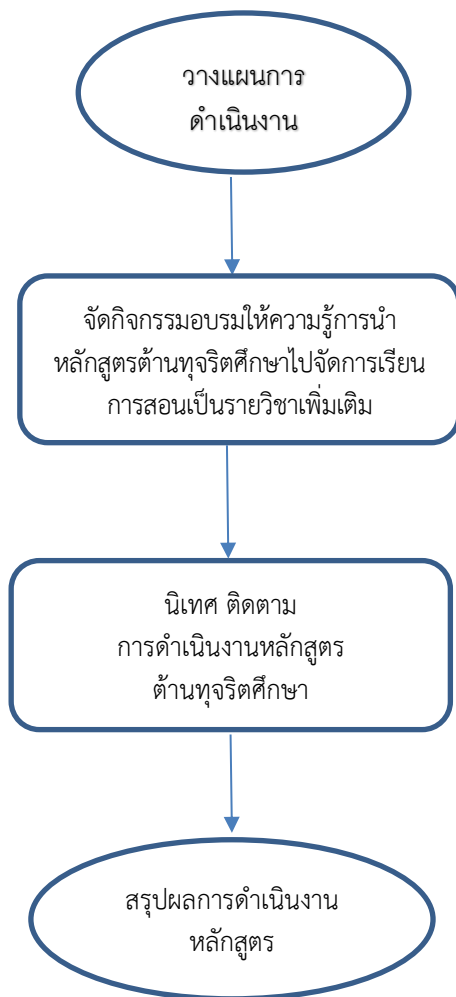 วางแผนการ
ดำเนินงาน
จัดกิจกรรมอบรมให้ความรู้การนำ
หลักสูตรต้านทุจริตศึกษาไปจัดการเรียน
การสอนเป็นรายวิชาเพิ่มเติม
นิเทศ ติดตาม
การดำเนินงานหลักสูตร
ต้านทุจริตศึกษา
สรุปผลการดำเนินงาน
หลักสูตร